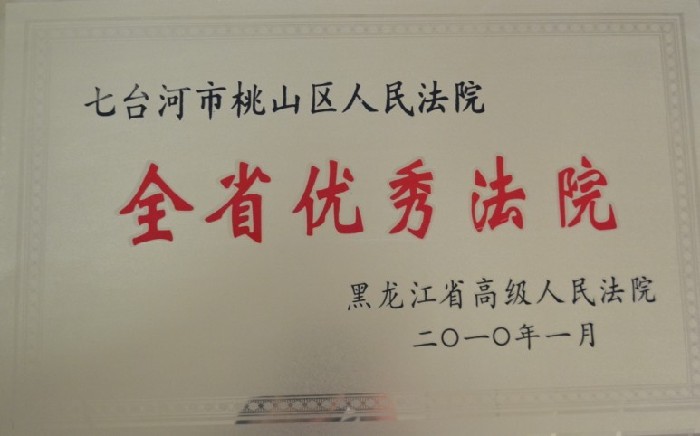 七台河市桃山区人民法院
全省优秀法院
黑龙江省高级人民法院
二〇一〇年一月